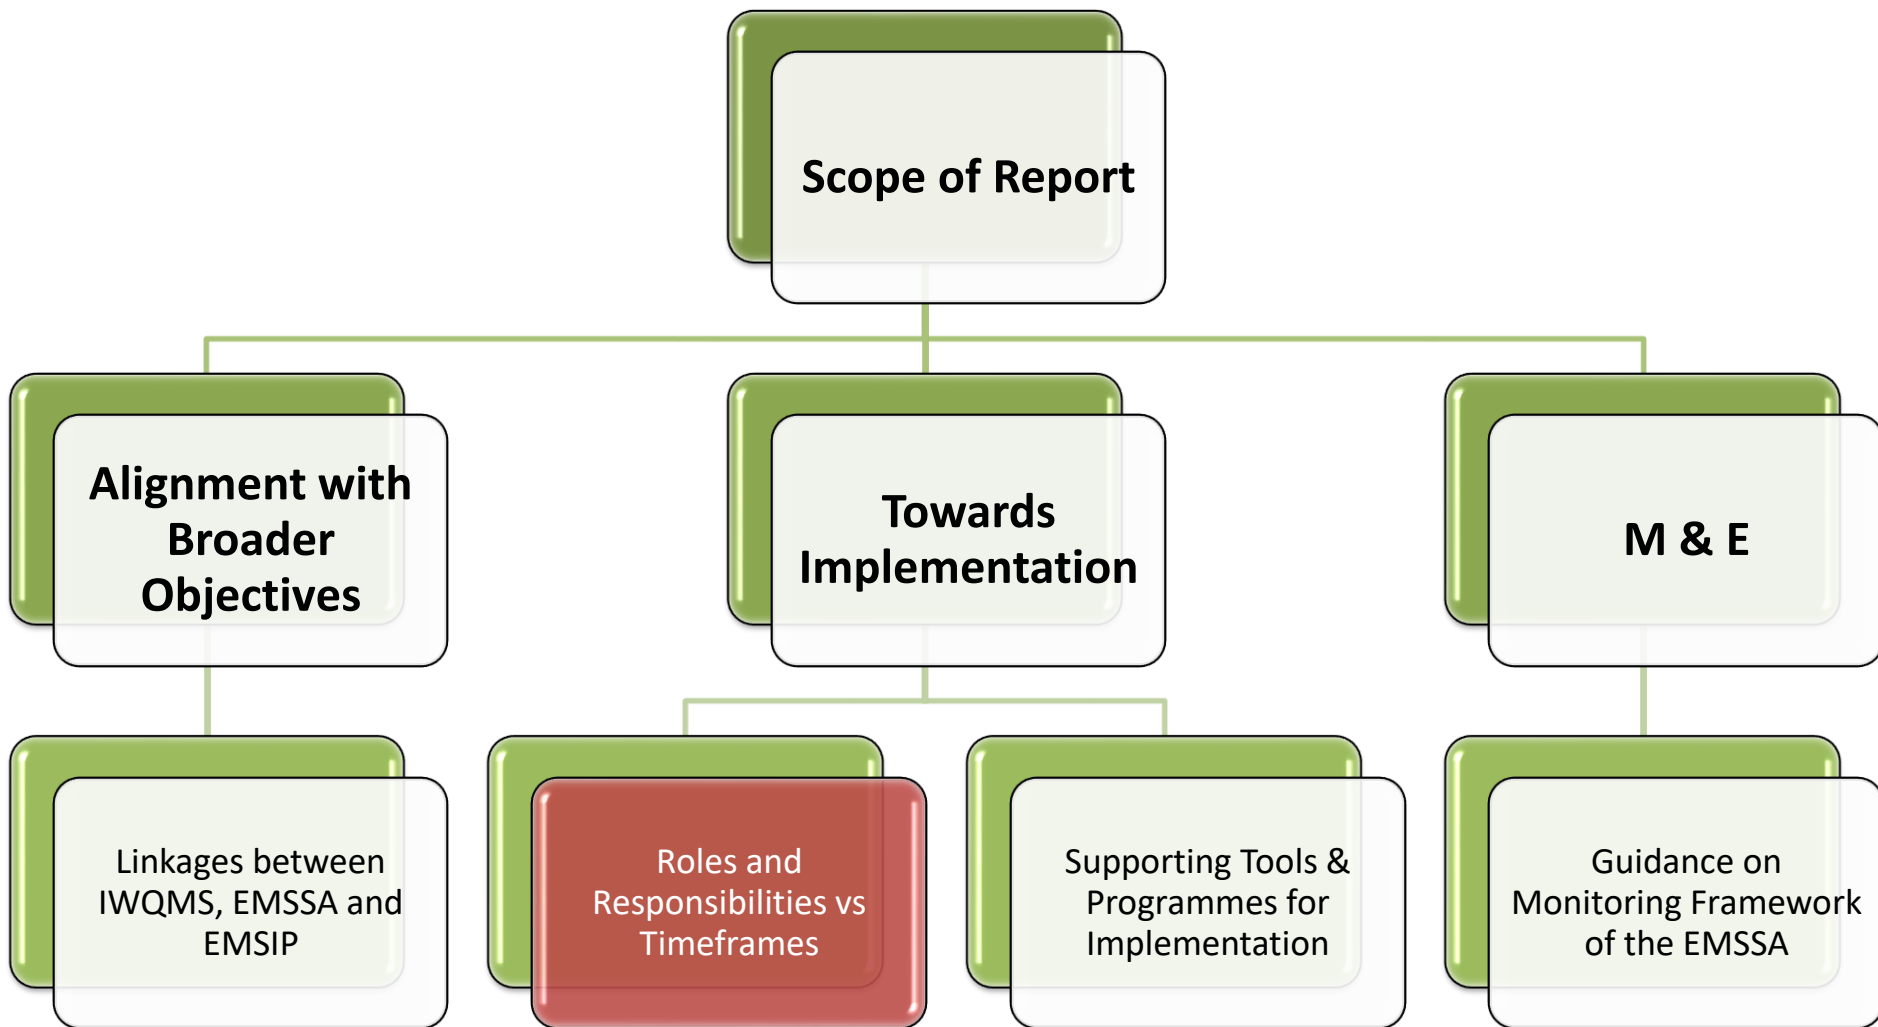 Scope of Report
Alignment with
Broader
Objectives
Towards
Implementation
M & E
Linkages between
IWQMS, EMSSA and
EMSIP
Roles and
Responsibilities vs
Timeframes
Supporting Tools &
Programmes for
Implementation
Guidance on
Monitoring Framework
of the EMSSA